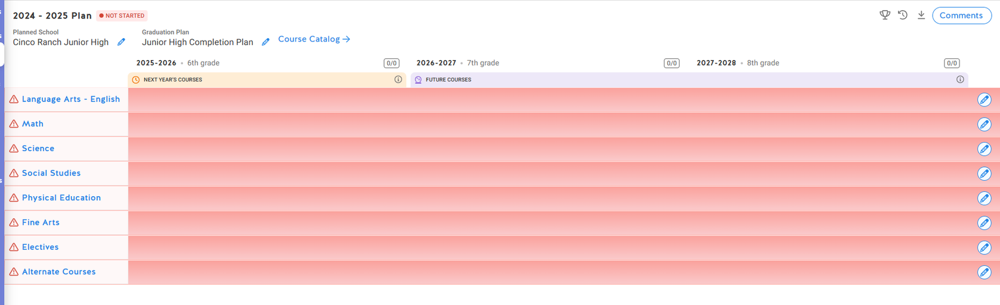 2024 - 2025 Plan NOT STARTED Comments
Planned School Graduation Plan
Cinco Ranch Junior High Junior High Completion Plan Course Catalog →
2025-2026 • 6th grade 0/0 2026-2027 • 7th grade 0/0 2027-2028 • 8th grade 0/0
NEXT YEAR'S COURSES FUTURE COURSES
Language Arts - English
Math
Science
Social Studies
Physical Education
Fine Arts
Electives
Alternate Courses